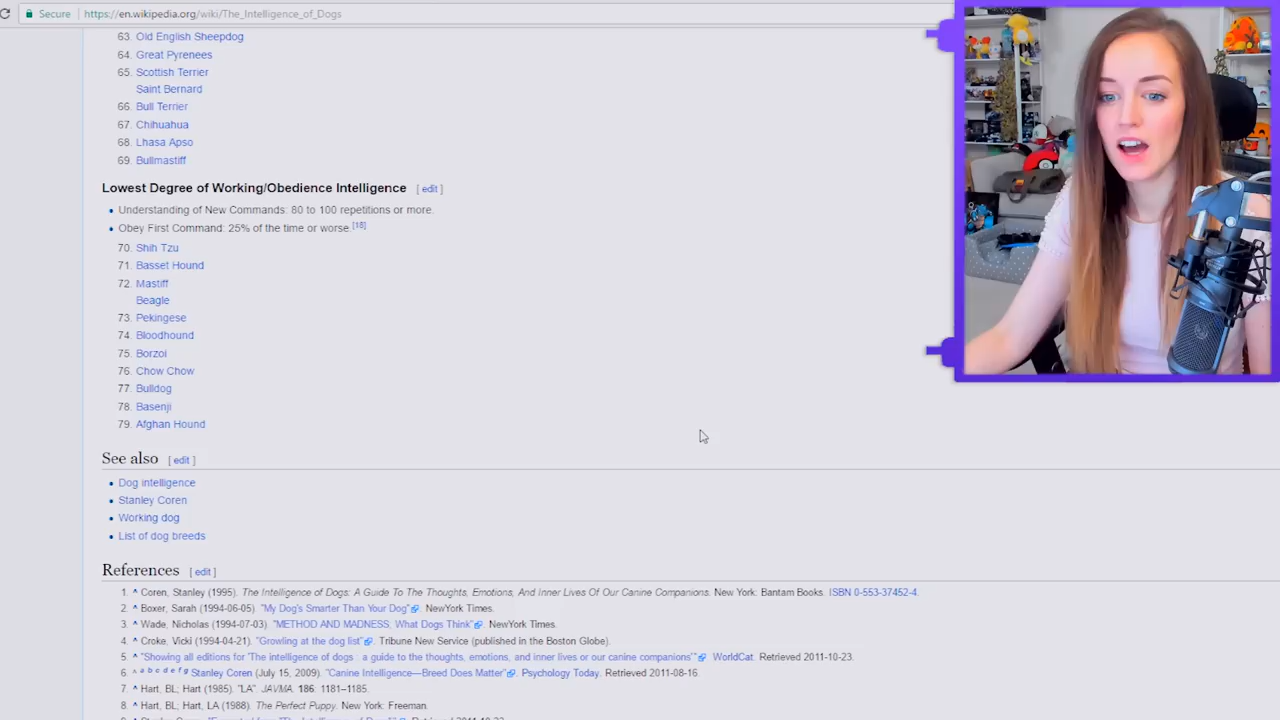 Secure https://en.wikipedia.org/wiki/The_Intelligence_of_Dogs
63. Old English Sheepdog
64. Great Pyrenees
65. Scottish Terrier
Saint Bernard
66. Bull Terrier
67. Chihuahua
68. Lhasa Apso
69. Bullmastiff
Lowest Degree of Working/Obedience Intelligence [ edit ]
• Understanding of New Commands: 80 to 100 repetitions or more.
• Obey First Command: 25% of the time or worse.[18]
70. Shih Tzu
71. Basset Hound
72. Mastiff
Beagle
73. Pekingese
74. Bloodhound
75. Borzoi
76. Chow Chow
77. Bulldog
78. Basenji
79. Afghan Hound
See also [ edit ]
• Dog intelligence
• Stanley Coren
• Working dog
• List of dog breeds
References [ edit ]
1. ^ Coren, Stanley (1995). The Intelligence of Dogs: A Guide To The Thoughts, Emotions, And Inner Lives Of Our Canine Companions. New York: Bantam Books. ISBN 0-553-37452-4.
2. ^ Boxer, Sarah (1994-06-05). "My Dog's Smarter Than Your Dog". NewYork Times.
3. ^ Wade, Nicholas (1994-07-03). "METHOD AND MADNESS; What Dogs Think". NewYork Times.
4. ^ Croke, Vicki (1994-04-21). "Growling at the dog list". Tribune New Service (published in the Boston Globe).
5. ^ "Showing all editions for 'The intelligence of dogs : a guide to the thoughts, emotions, and inner lives or our canine companions'". WorldCat. Retrieved 2011-10-23.
6. ^ a b c d e f g Stanley Coren (July 15, 2009). "Canine Intelligence—Breed Does Matter". Psychology Today. Retrieved 2011-08-16
7. ^ Hart, BL; Hart (1985). "LA". JAVMA. 186: 1181–1185.
8. ^ Hart, BL; Hart, LA (1988). The Perfect Puppy. New York: Freeman.